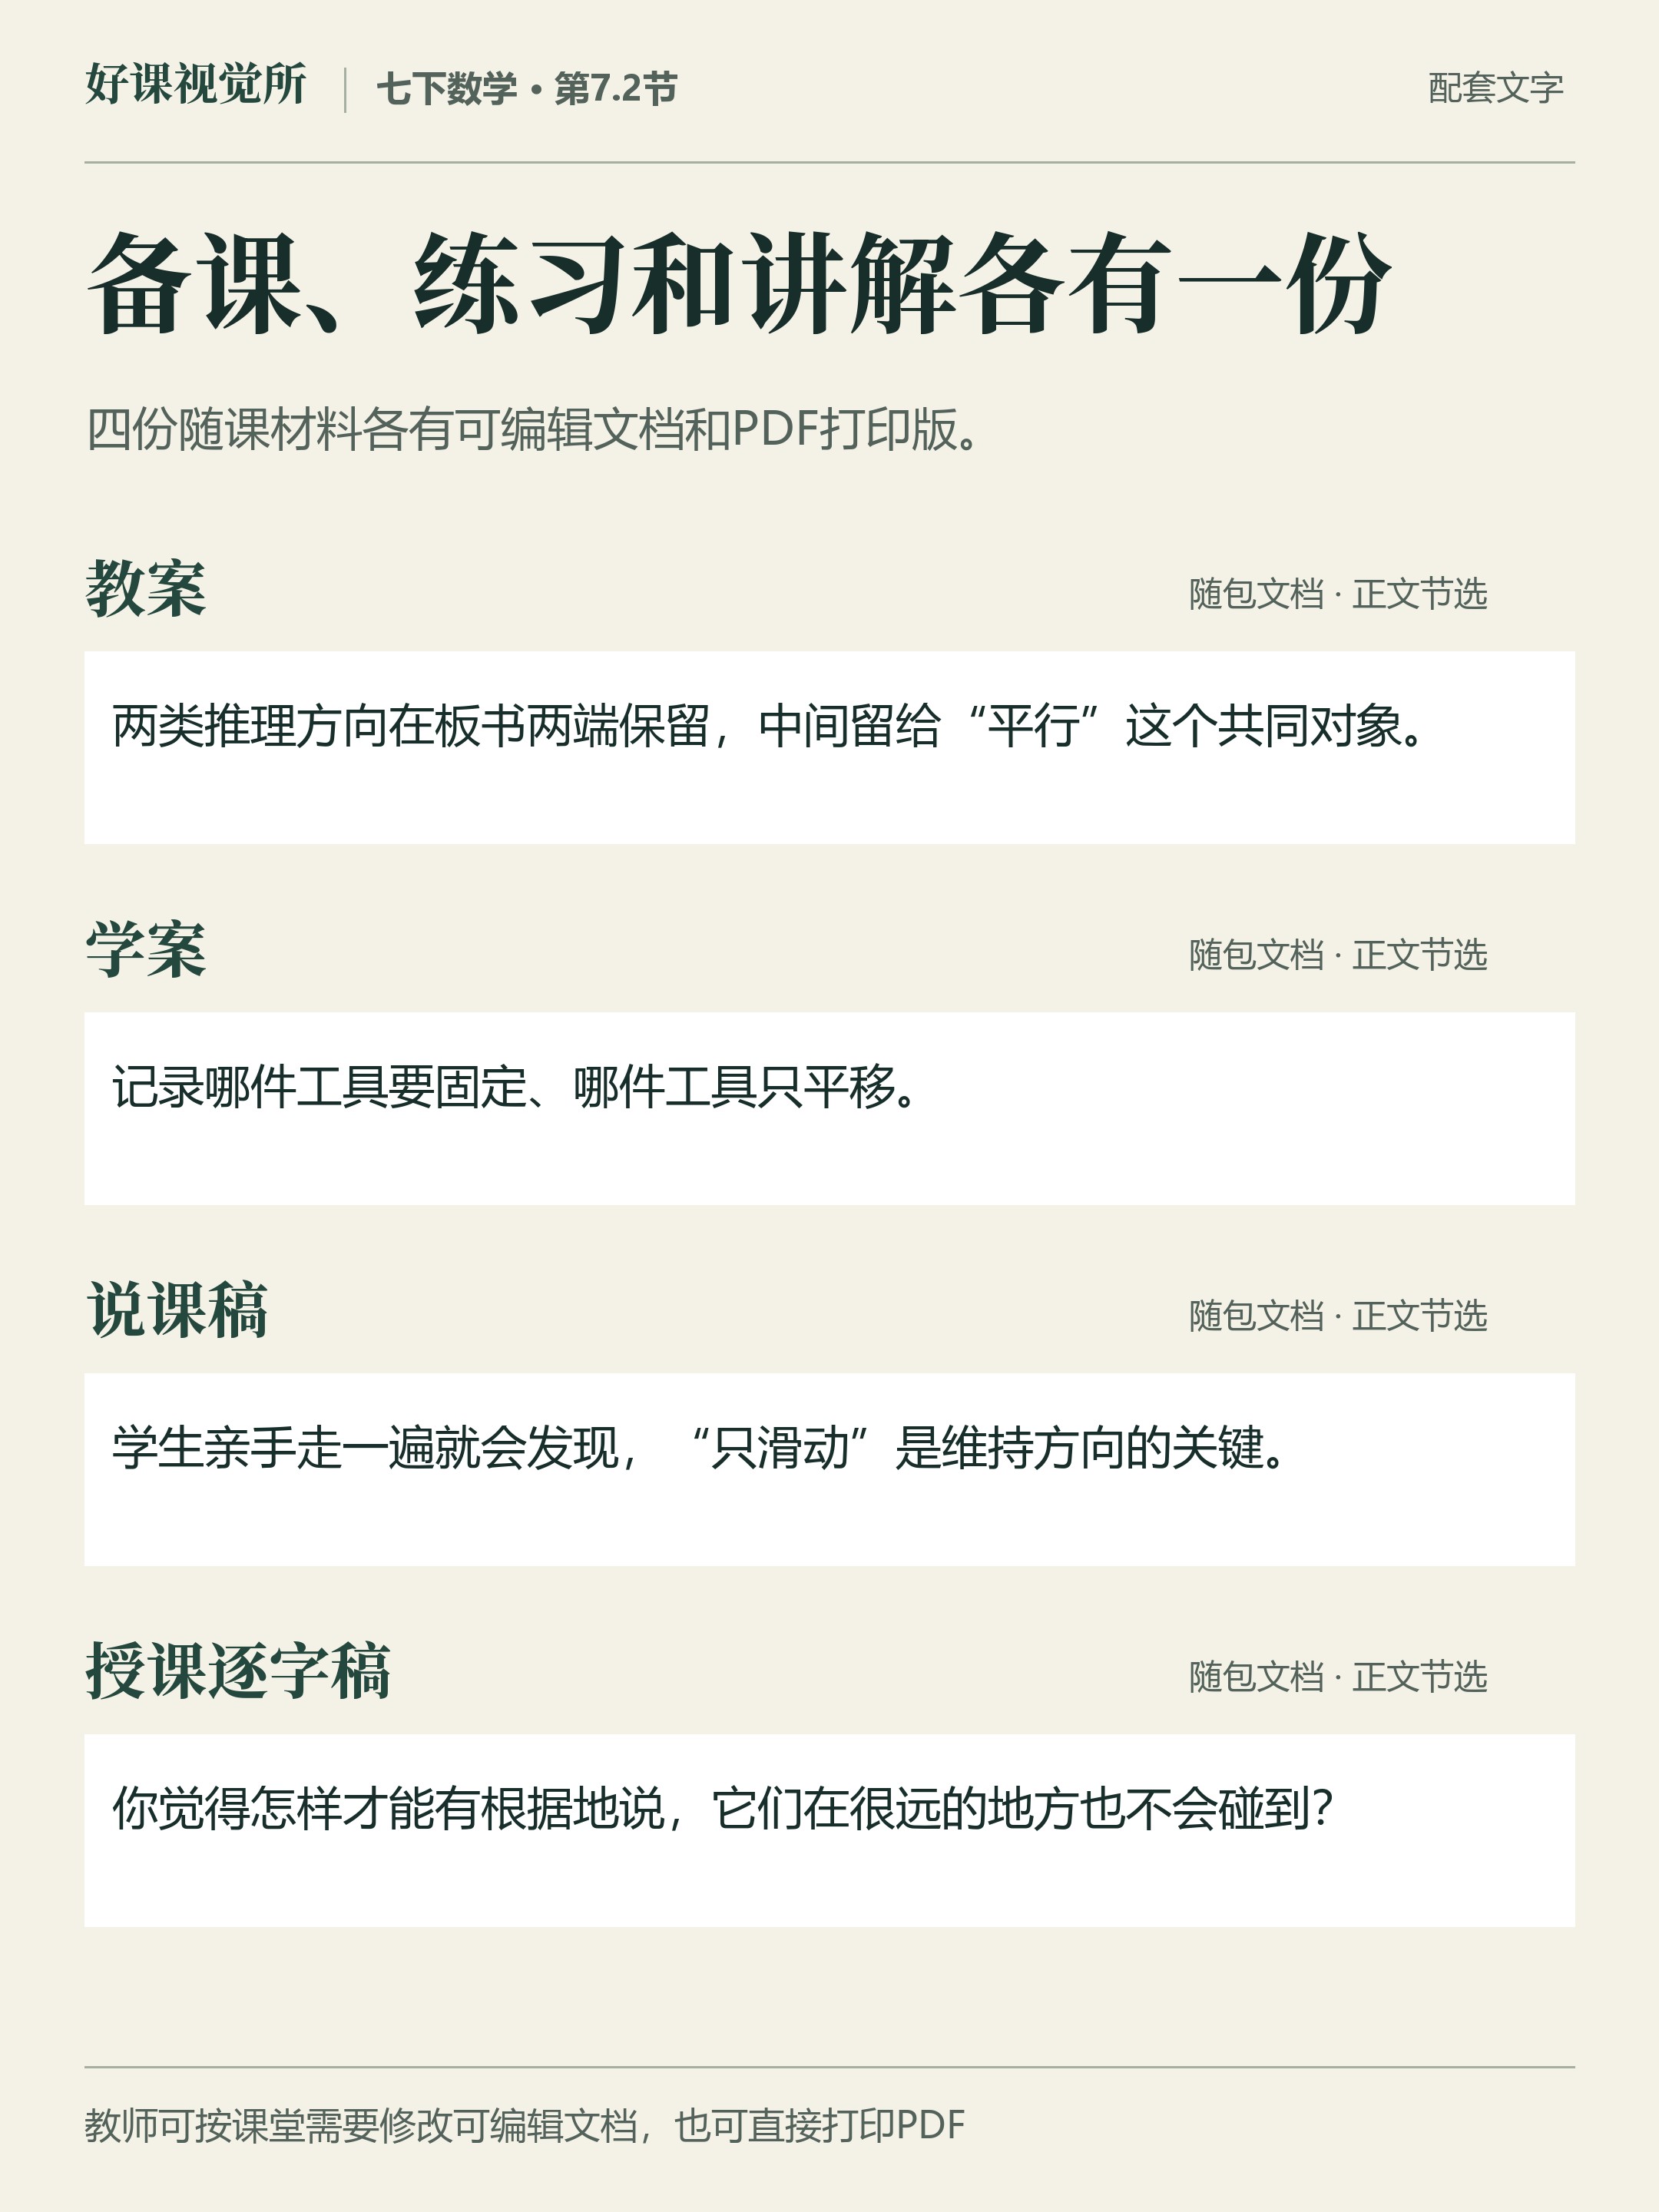 好课视觉所
七下数学・第7.2节
配套文字
备课、练习和讲解各有一份
四份随课材料各有可编辑文档和PDF打印版。
教案
随包文档 · 正文节选
两类推理方向在板书两端保留，中间留给“平行”这个共同对象。
学案
随包文档 · 正文节选
记录哪件工具要固定、哪件工具只平移。
说课稿
随包文档 · 正文节选
学生亲手走一遍就会发现，“只滑动”是维持方向的关键。
授课逐字稿
随包文档 · 正文节选
你觉得怎样才能有根据地说，它们在很远的地方也不会碰到？
教师可按课堂需要修改可编辑文档，也可直接打印PDF